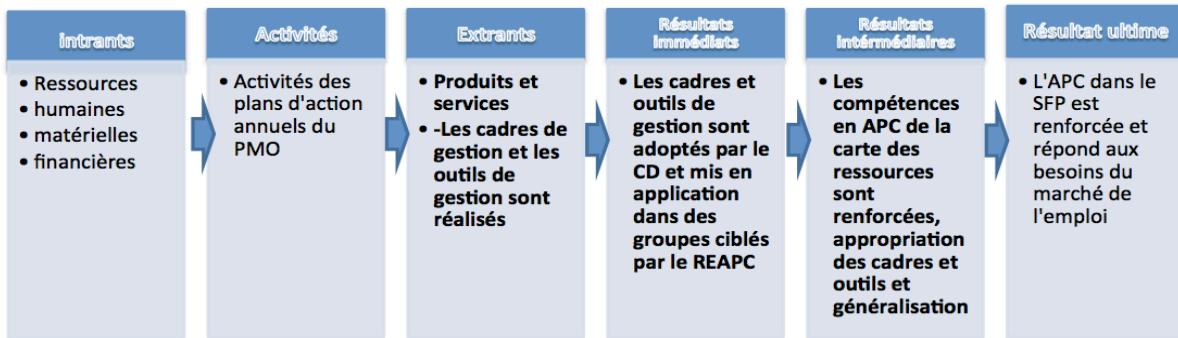 intrants
• Ressources
• humaines
• matérielles
• financières
Activités
• Activités des
plans d'action
annuels du
PMO
Extrants
• Produits et
services
• -Les cadres de
gestion et les
outils de
gestion sont
réalisés
Résultats
immédiats
• Les cadres et
outils de
gestion sont
adoptés par le
CD et mis en
application
dans des
groupes ciblés
par le REAPC
Résultats
intérmédiaires
• Les
compétences
en APC de la
carte des
ressources
sont
renforcées,
appropriation
des cadres et
outils et
généralisation
Résultat ultime
• L'APC dans le
SFP est
renforcée et
répond aux
besoins du
marché de
l'emploi